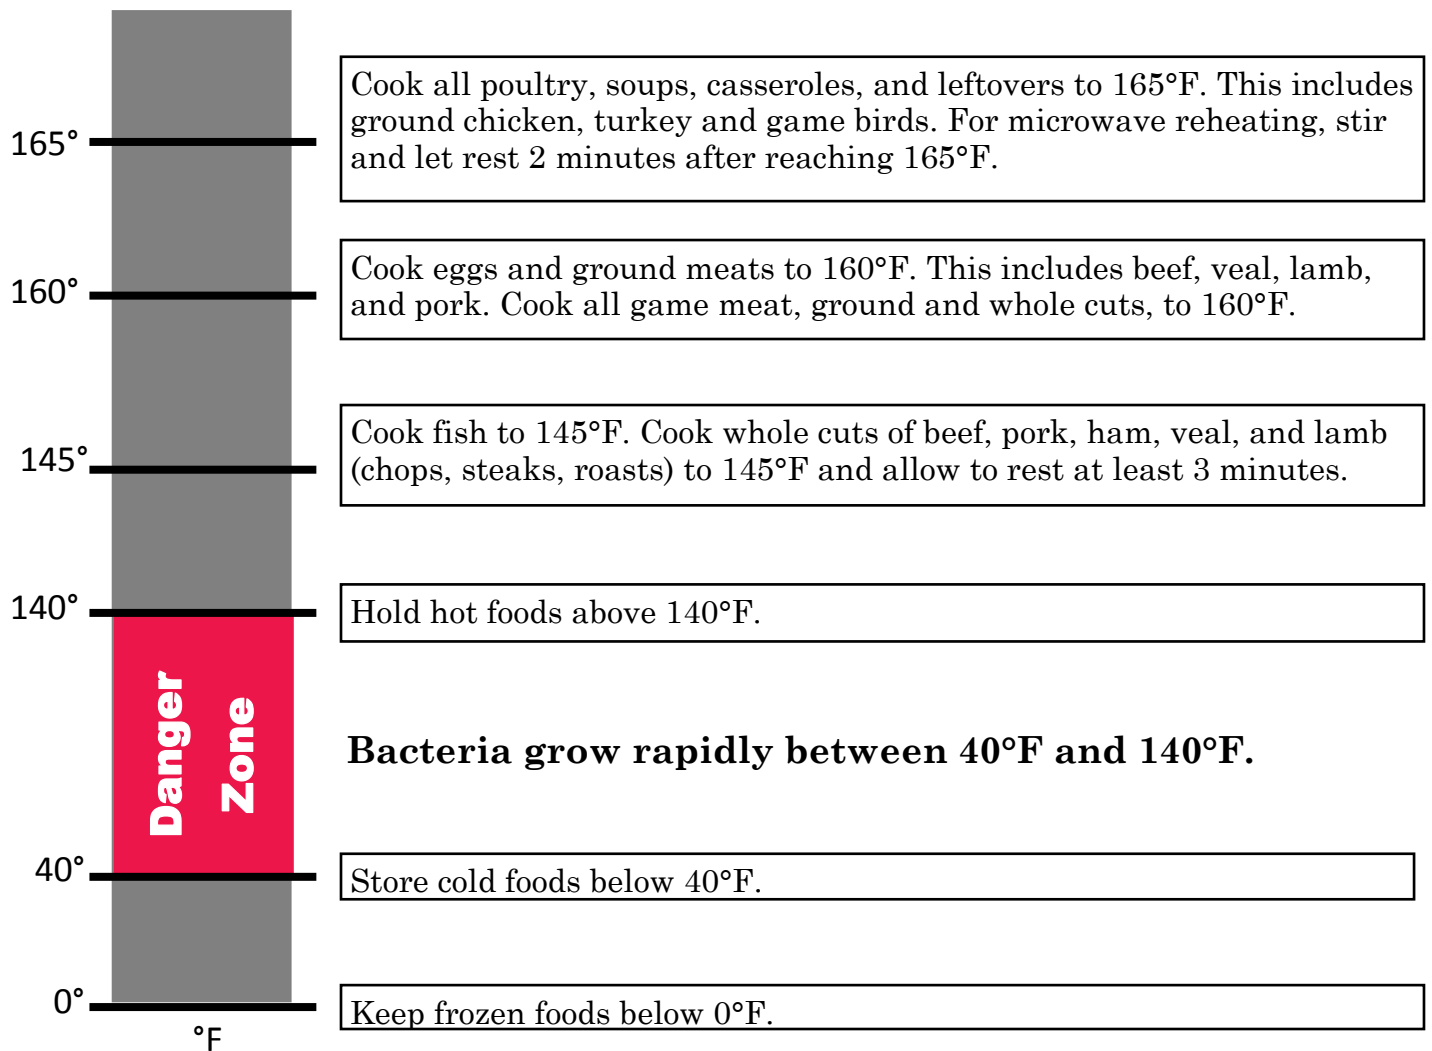 165°
Cook all poultry, soups, casseroles, and leftovers to 165°F. This includes
ground chicken, turkey and game birds. For microwave reheating, stir
and let rest 2 minutes after reaching 165°F.
160°
Cook eggs and ground meats to 160°F. This includes beef, veal, lamb,
and pork. Cook all game meat, ground and whole cuts, to 160°F.
145°
Cook fish to 145°F. Cook whole cuts of beef, pork, ham, veal, and lamb
(chops, steaks, roasts) to 145°F and allow to rest at least 3 minutes.
140°
Hold hot foods above 140°F.
Danger
Zone
Bacteria grow rapidly between 40°F and 140°F.
40°
Store cold foods below 40°F.
0°
Keep frozen foods below 0°F.
°F